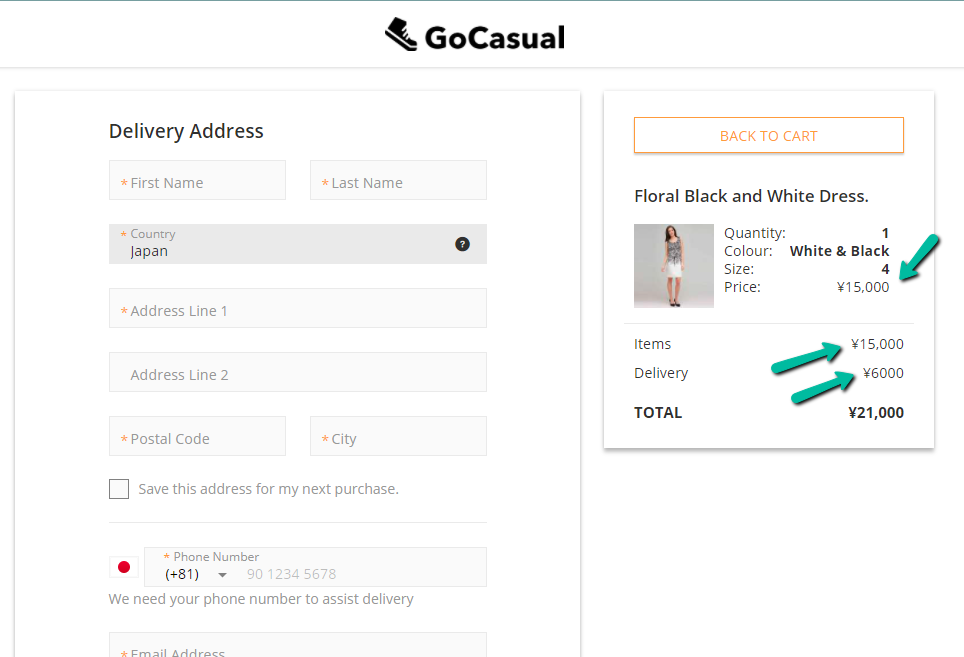 GoCasual
Delivery Address
* First Name
* Last Name
* Country
Japan
?
* Address Line 1
Address Line 2
* Postal Code
* City
Save this address for my next purchase.
* Phone Number
(+81) 90 1234 5678
We need your phone number to assist delivery
* Email Address
BACK TO CART
Floral Black and White Dress.
Quantity: 1
Colour: White & Black
Size: 4
Price: ¥15,000
Items ¥15,000
Delivery ¥6000
TOTAL ¥21,000